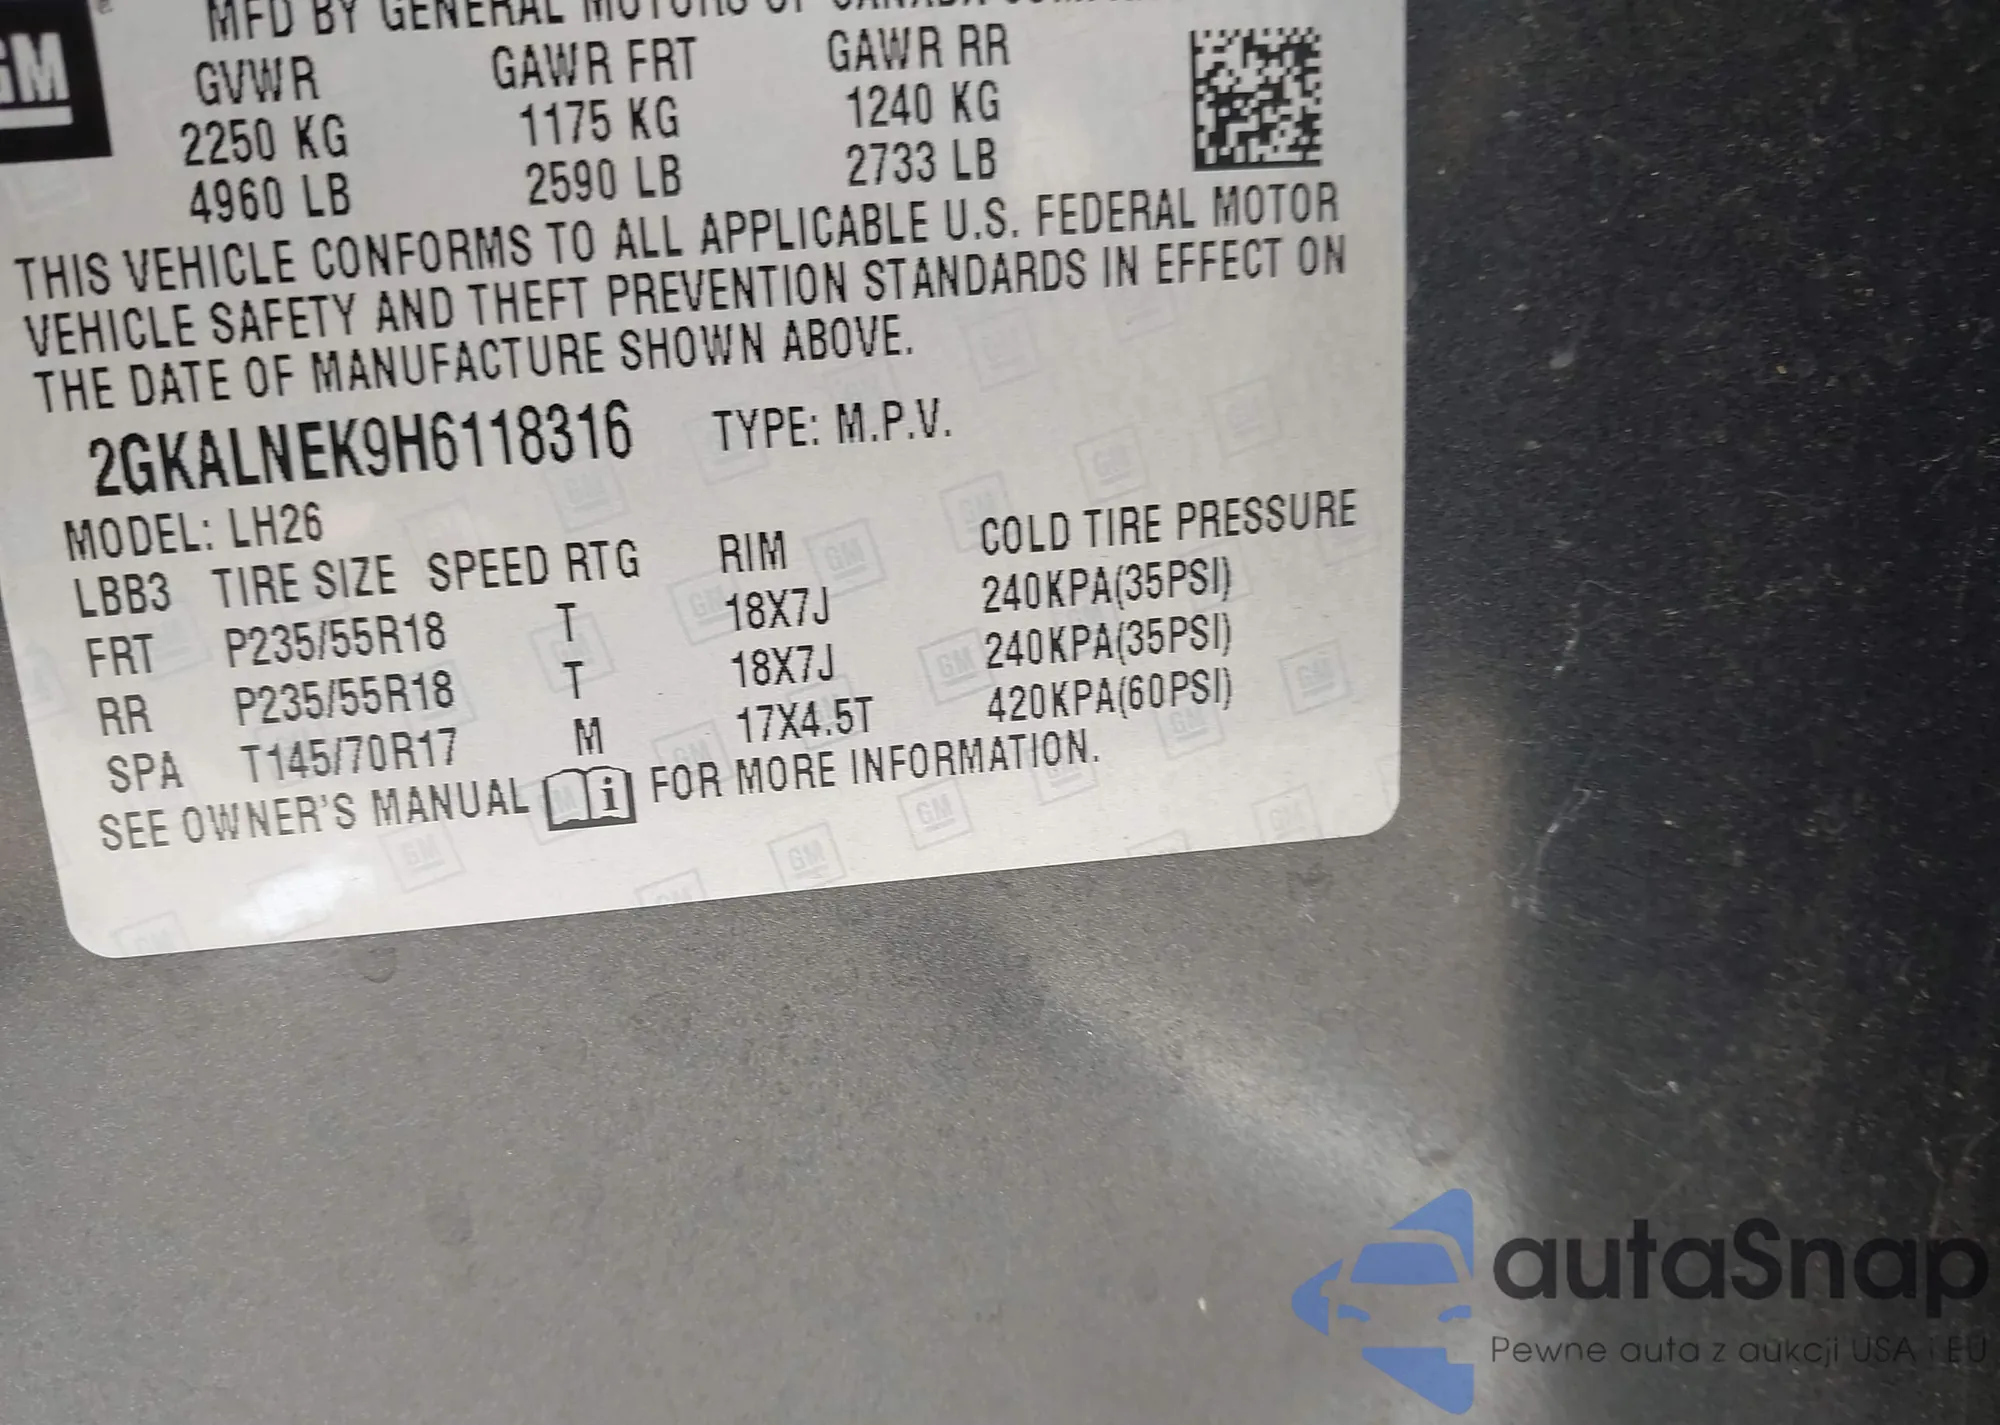 GM
MFD BY GENERAL MOTORS OF CANADA
GVWR GAWR FRT GAWR RR
2250 KG 1175 KG 1240 KG
4960 LB 2590 LB 2733 LB
THIS VEHICLE CONFORMS TO ALL APPLICABLE U.S. FEDERAL MOTOR
VEHICLE SAFETY AND THEFT PREVENTION STANDARDS IN EFFECT ON
THE DATE OF MANUFACTURE SHOWN ABOVE.
2GKALNEK9H6118316 TYPE: M.P.V.
MODEL: LH26
LBB3 TIRE SIZE SPEED RTG RIM COLD TIRE PRESSURE
FRT P235/55R18 T 18X7J 240KPA(35PSI)
RR P235/55R18 T 18X7J 240KPA(35PSI)
SPA T145/70R17 M 17X4.5T 420KPA(60PSI)
SEE OWNER'S MANUAL i FOR MORE INFORMATION.
autaSnap
Pewne auta z aukcji USA i EU